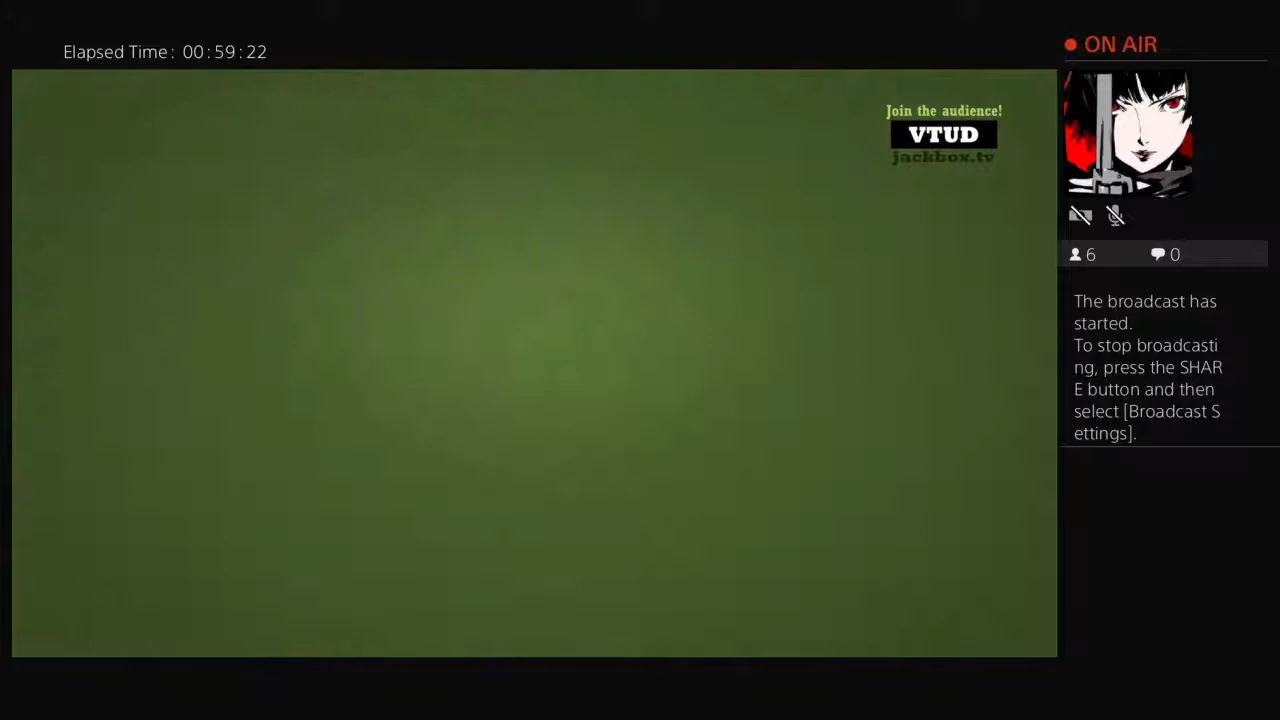 Elapsed Time: 00:59:22
ON AIR
Join the audience!
VTUD
jackbox.tv
6
0
The broadcast has
started.
To stop broadcasti
ng, press the SHAR
E button and then
select [Broadcast S
ettings].